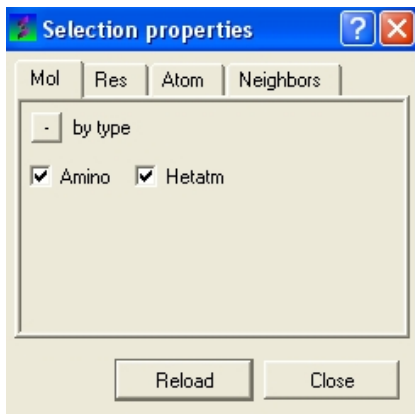 Selection properties
Mol Res Atom Neighbors
- by type
Amino Hetatm
Reload Close